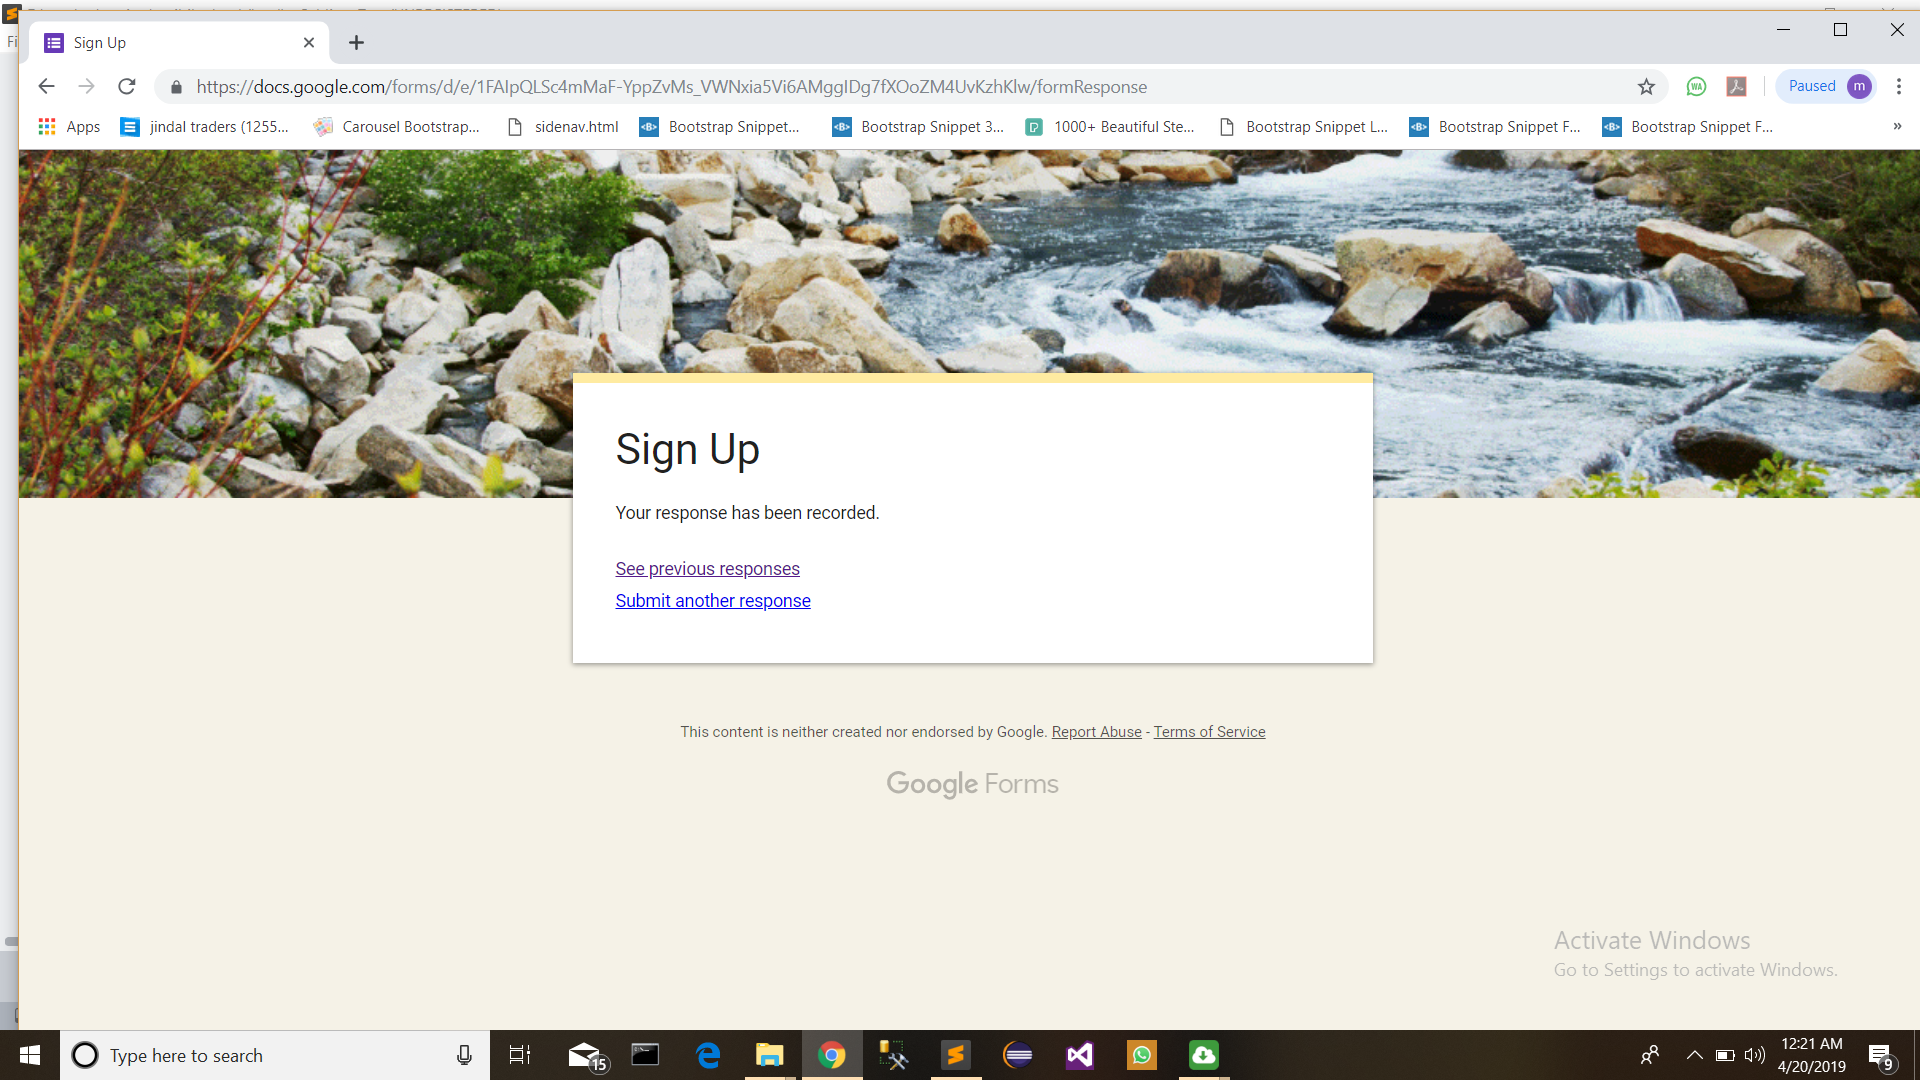 Sign Up
https://docs.google.com/forms/d/e/1FAIpQLSc4mMaF-YppZvMs_VWNxia5Vi6AMggIDg7fXOoZM4UvKzhKlw/formResponse
Paused m
Apps jindal traders (1255... Carousel Bootstrap... sidenav.html Bootstrap Snippet... Bootstrap Snippet 3... 1000+ Beautiful Ste... Bootstrap Snippet L... Bootstrap Snippet F... Bootstrap Snippet F... »
Sign Up
Your response has been recorded.
See previous responses
Submit another response
This content is neither created nor endorsed by Google. Report Abuse - Terms of Service
Google Forms
Activate Windows
Go to Settings to activate Windows.
Type here to search
15
12:21 AM
4/20/2019
9